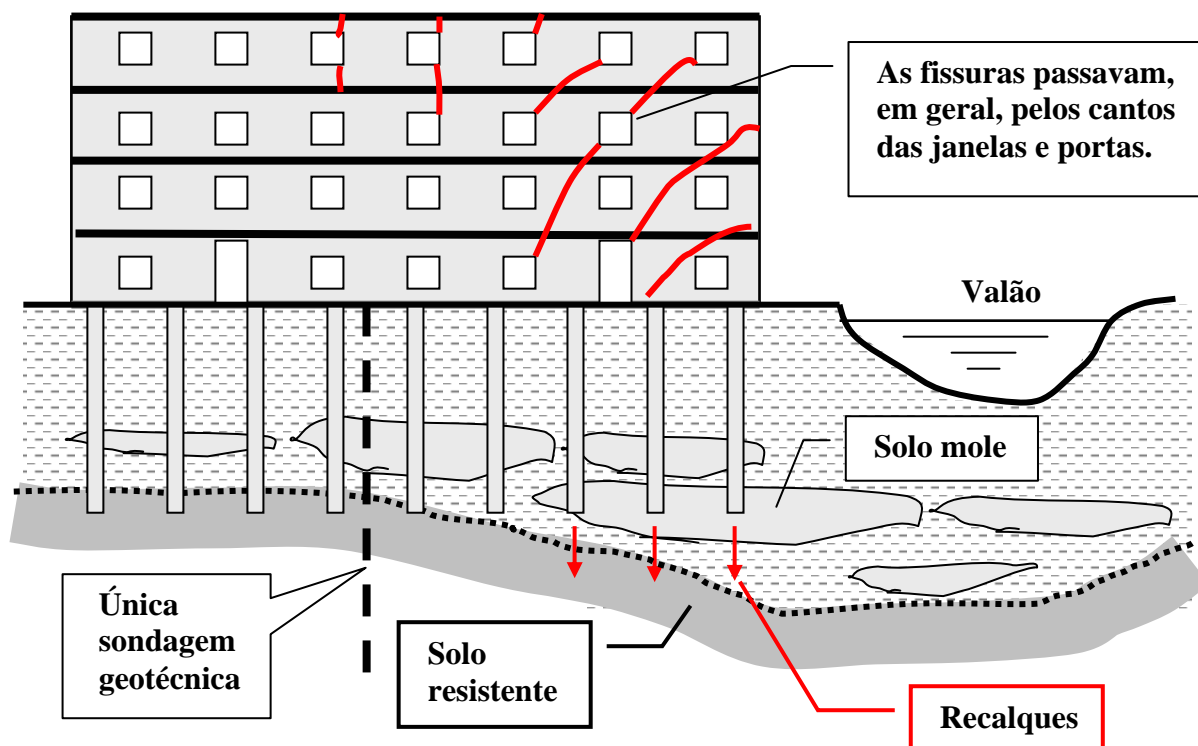 As fissuras passavam,
em geral, pelos cantos
das janelas e portas.
Valão
Solo mole
Única
sondagem
geotécnica
Solo
resistente
Recalques